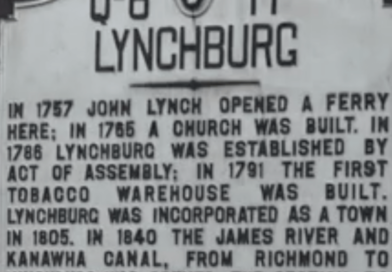 LYNCHBURG
IN 1757 JOHN LYNCH OPENED A FERRY
HERE; IN 1765 A CHURCH WAS BUILT. IN
1786 LYNCHBURG WAS ESTABLISHED BY
ACT OF ASSEMBLY; IN 1791 THE FIRST
TOBACCO WAREHOUSE WAS BUILT.
LYNCHBURG WAS INCORPORATED AS A TOWN
IN 1805. IN 1840 THE JAMES RIVER AND
KANAWHA CANAL, FROM RICHMOND TO